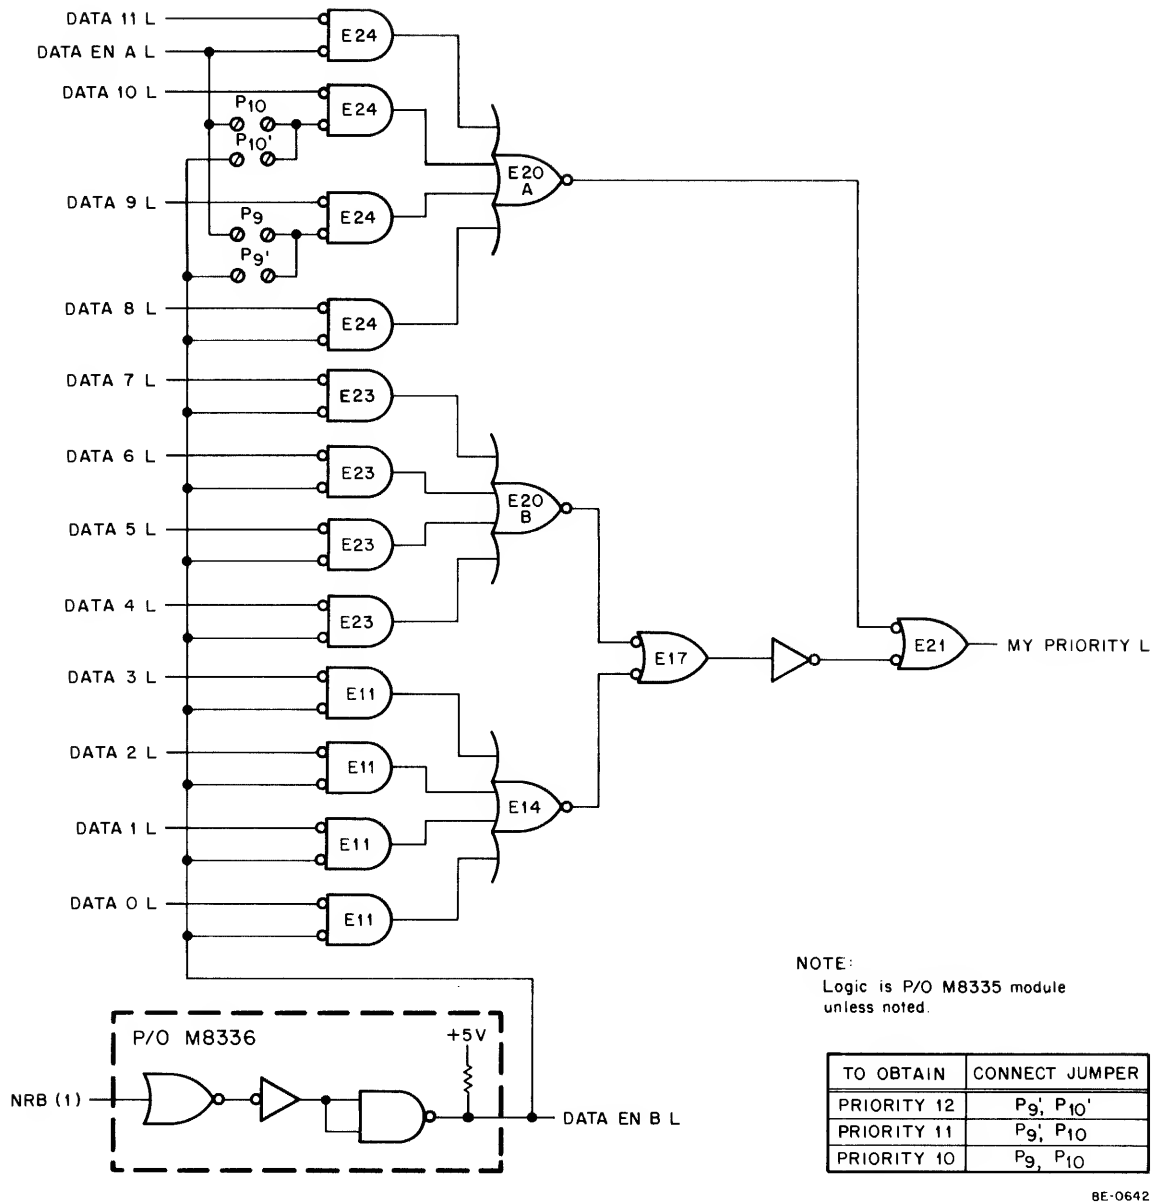 DATA 11 L
E24
DATA EN A L
DATA 10 L
E24
P10
P10'
E20
A
DATA 9 L
E24
P9
P9'
DATA 8 L
E24
DATA 7 L
E23
DATA 6 L
E23
E20
B
DATA 5 L
E23
DATA 4 L
E23
E17
E21
MY PRIORITY L
DATA 3 L
E11
DATA 2 L
E11
E14
DATA 1 L
E11
DATA 0 L
E11
NOTE:
Logic is P/O M8335 module
unless noted.
P/O M8336
+5V
NRB (1)
DATA EN B L
TO OBTAIN CONNECT JUMPER
PRIORITY 12 P9', P10'
PRIORITY 11 P9', P10
PRIORITY 10 P9, P10
8E-0642